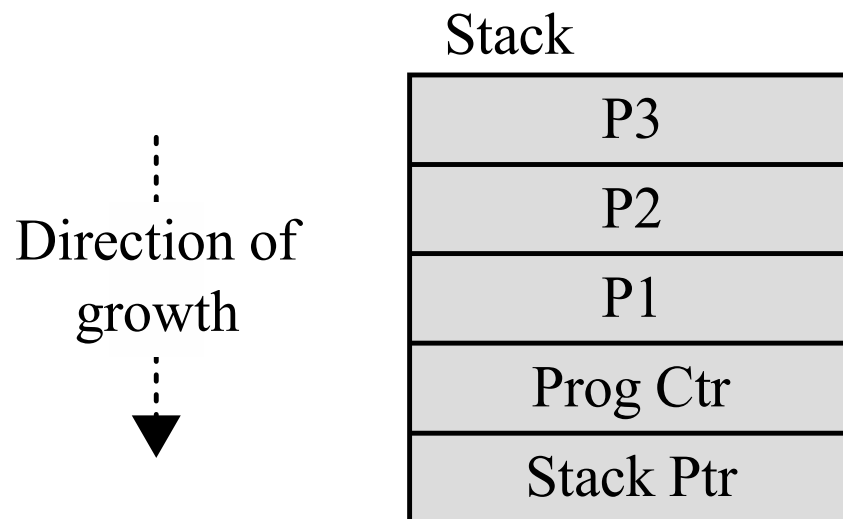 Stack
P3
P2
Direction of
growth
P1
Prog Ctr
Stack Ptr